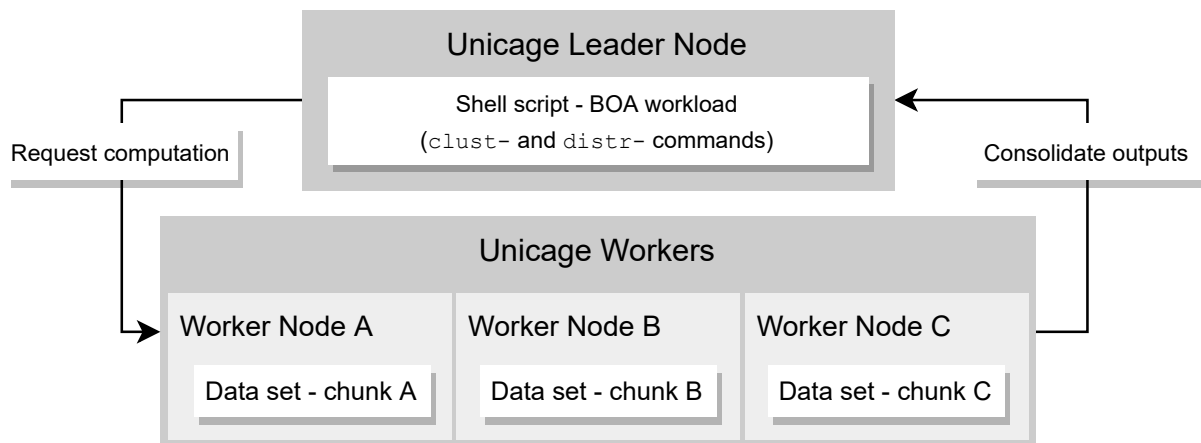 Unicage Leader Node
Shell script - BOA workload
(clust- and distr- commands)
Request computation
Consolidate outputs
Unicage Workers
Worker Node A
Worker Node B
Worker Node C
Data set - chunk A
Data set - chunk B
Data set - chunk C